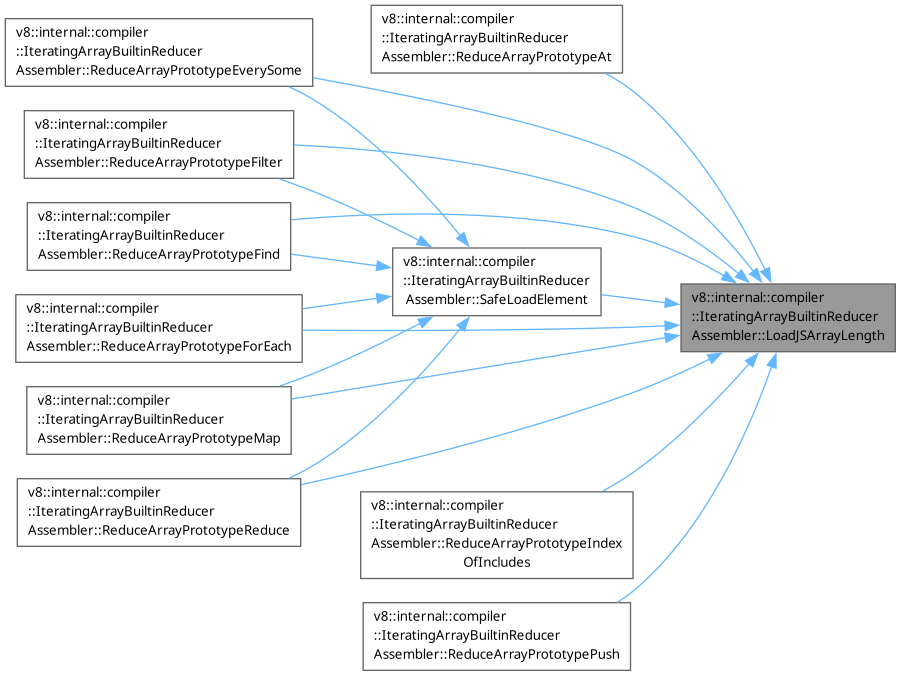 v8::internal::compiler
::IteratingArrayBuiltinReducer
Assembler::ReduceArrayPrototypeEverySome
v8::internal::compiler
::IteratingArrayBuiltinReducer
Assembler::ReduceArrayPrototypeAt
v8::internal::compiler
::IteratingArrayBuiltinReducer
Assembler::ReduceArrayPrototypeFilter
v8::internal::compiler
::IteratingArrayBuiltinReducer
Assembler::ReduceArrayPrototypeFind
v8::internal::compiler
::IteratingArrayBuiltinReducer
Assembler::SafeLoadElement
v8::internal::compiler
::IteratingArrayBuiltinReducer
Assembler::LoadJSArrayLength
v8::internal::compiler
::IteratingArrayBuiltinReducer
Assembler::ReduceArrayPrototypeForEach
v8::internal::compiler
::IteratingArrayBuiltinReducer
Assembler::ReduceArrayPrototypeMap
v8::internal::compiler
::IteratingArrayBuiltinReducer
Assembler::ReduceArrayPrototypeReduce
v8::internal::compiler
::IteratingArrayBuiltinReducer
Assembler::ReduceArrayPrototypeIndex
OfIncludes
v8::internal::compiler
::IteratingArrayBuiltinReducer
Assembler::ReduceArrayPrototypePush